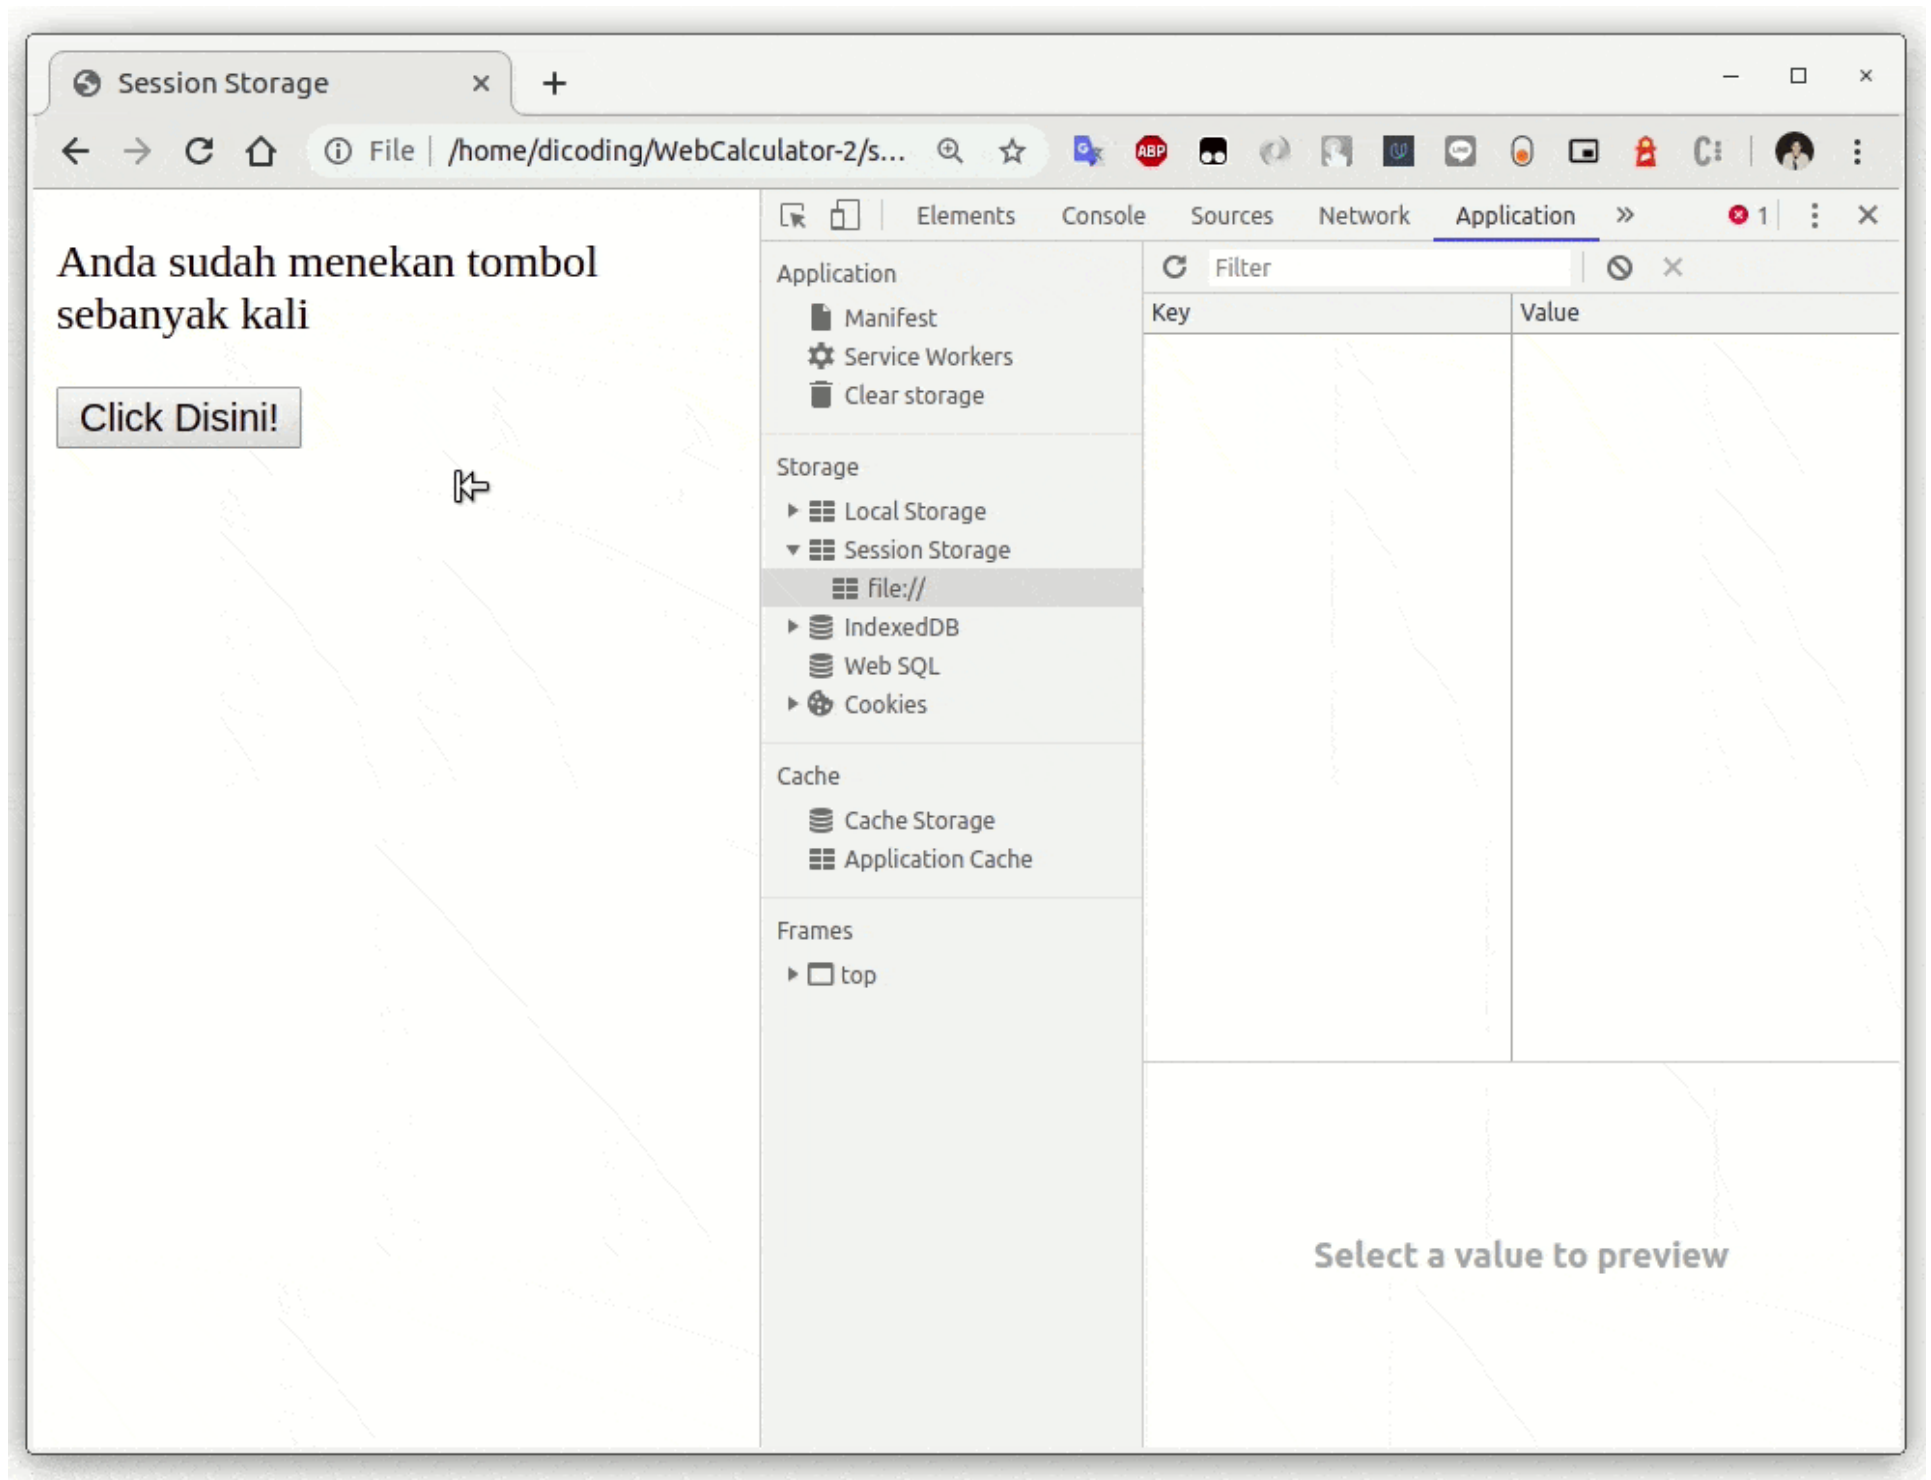 Session Storage
File /home/dicoding/WebCalculator-2/s...
ABP
Anda sudah menekan tombol
sebanyak kali
Click Disini!
Elements Console Sources Network Application » 1
Application
Manifest
Service Workers
Clear storage
Storage
Local Storage
Session Storage
file://
IndexedDB
Web SQL
Cookies
Cache
Cache Storage
Application Cache
Frames
top
Filter
Key Value
Select a value to preview